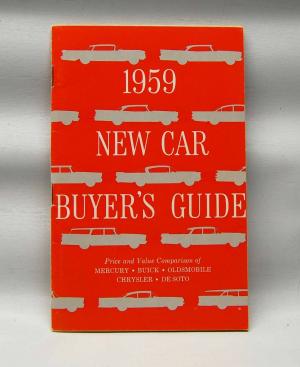 1959
NEW CAR
BUYER'S GUIDE
Price and Value Comparison of
MERCURY • BUICK • OLDSMOBILE
CHRYSLER • DE SOTO